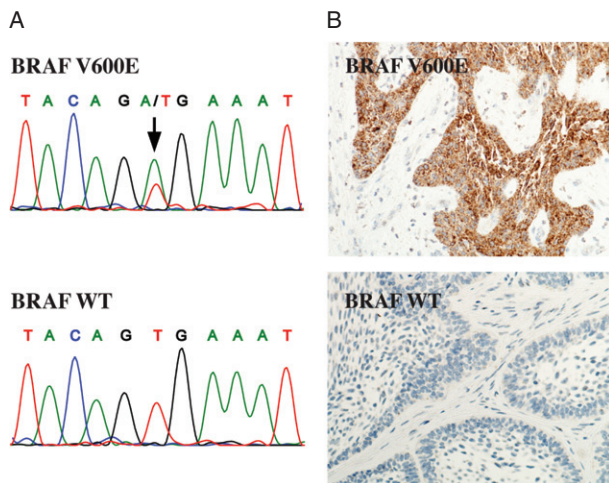 A
B
BRAF V600E
BRAF V600E
T A C A G A/T G A A A T
BRAF WT
BRAF WT
T A C A G T G A A A T